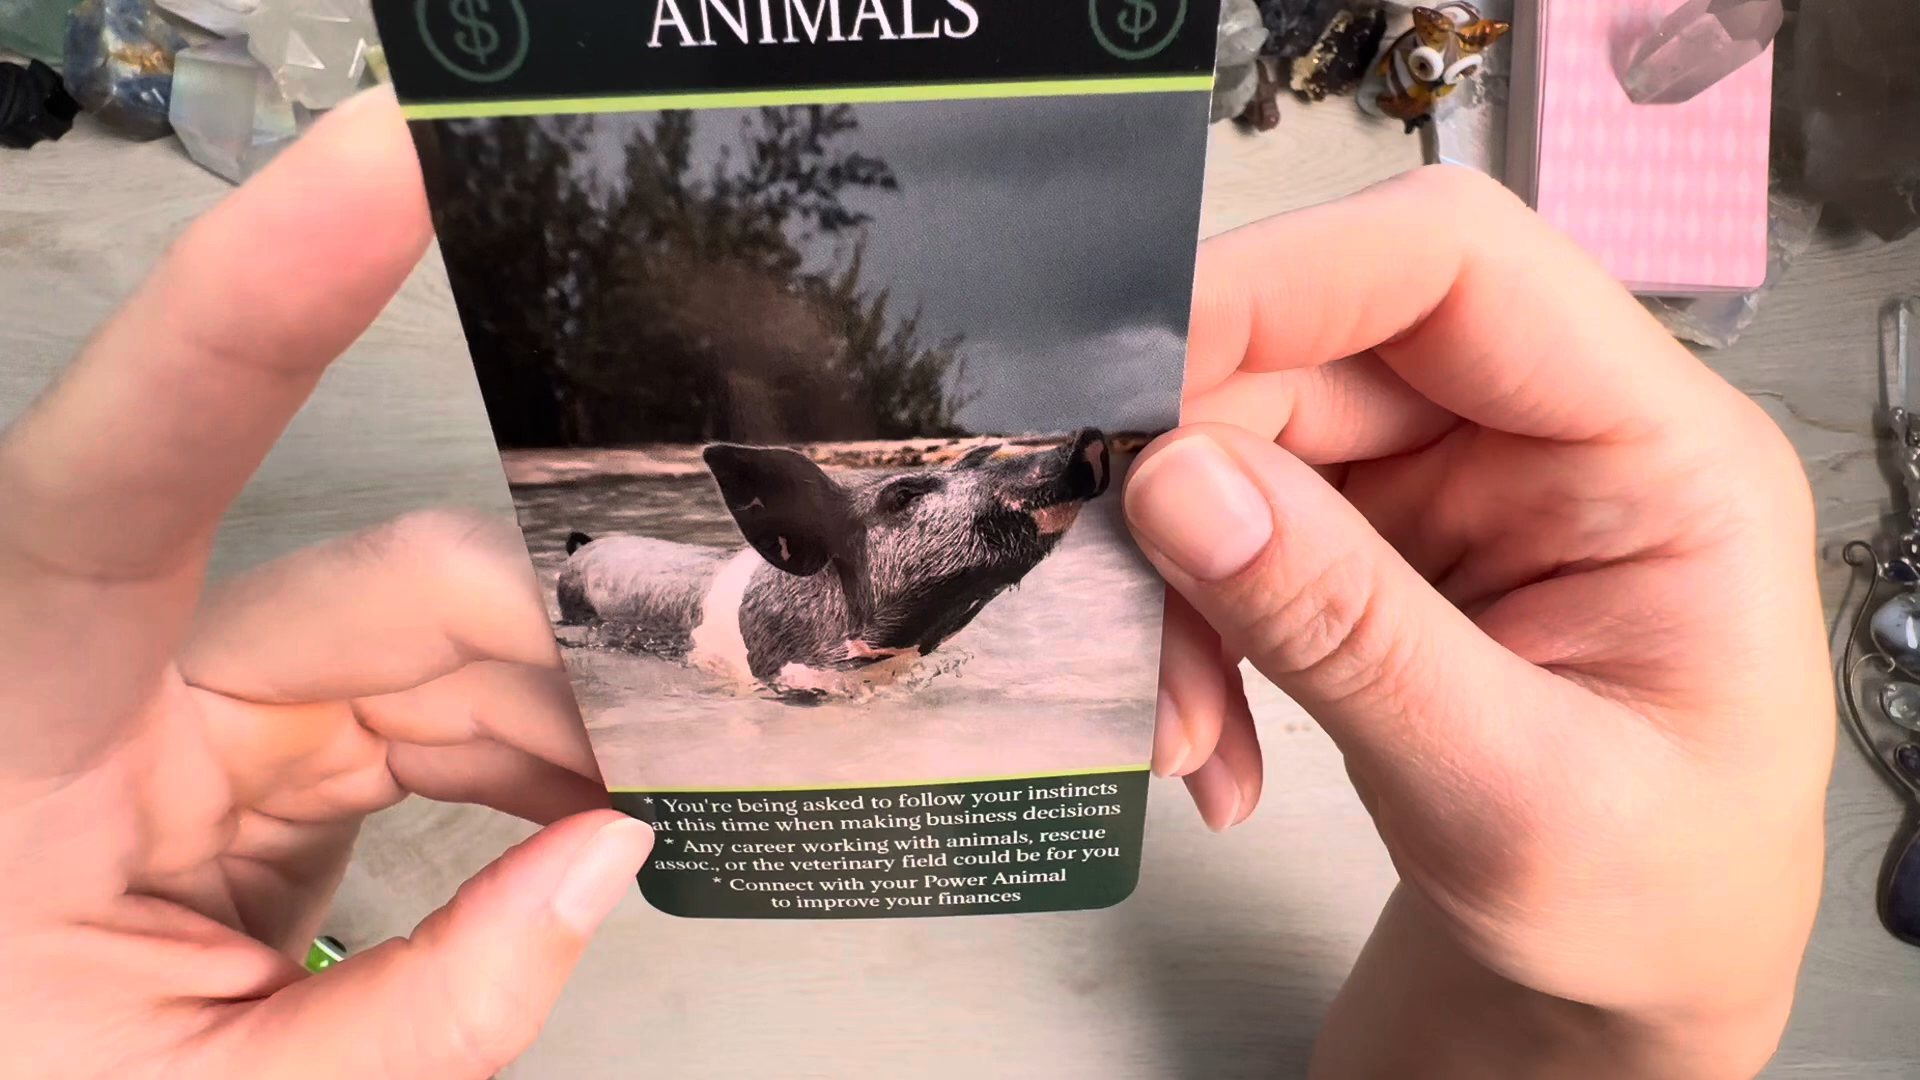 $ ANIMALS $
* You're being asked to follow your instincts
at this time when making business decisions
* Any career working with animals, rescue
assoc., or the veterinary field could be for you
* Connect with your Power Animal
to improve your finances